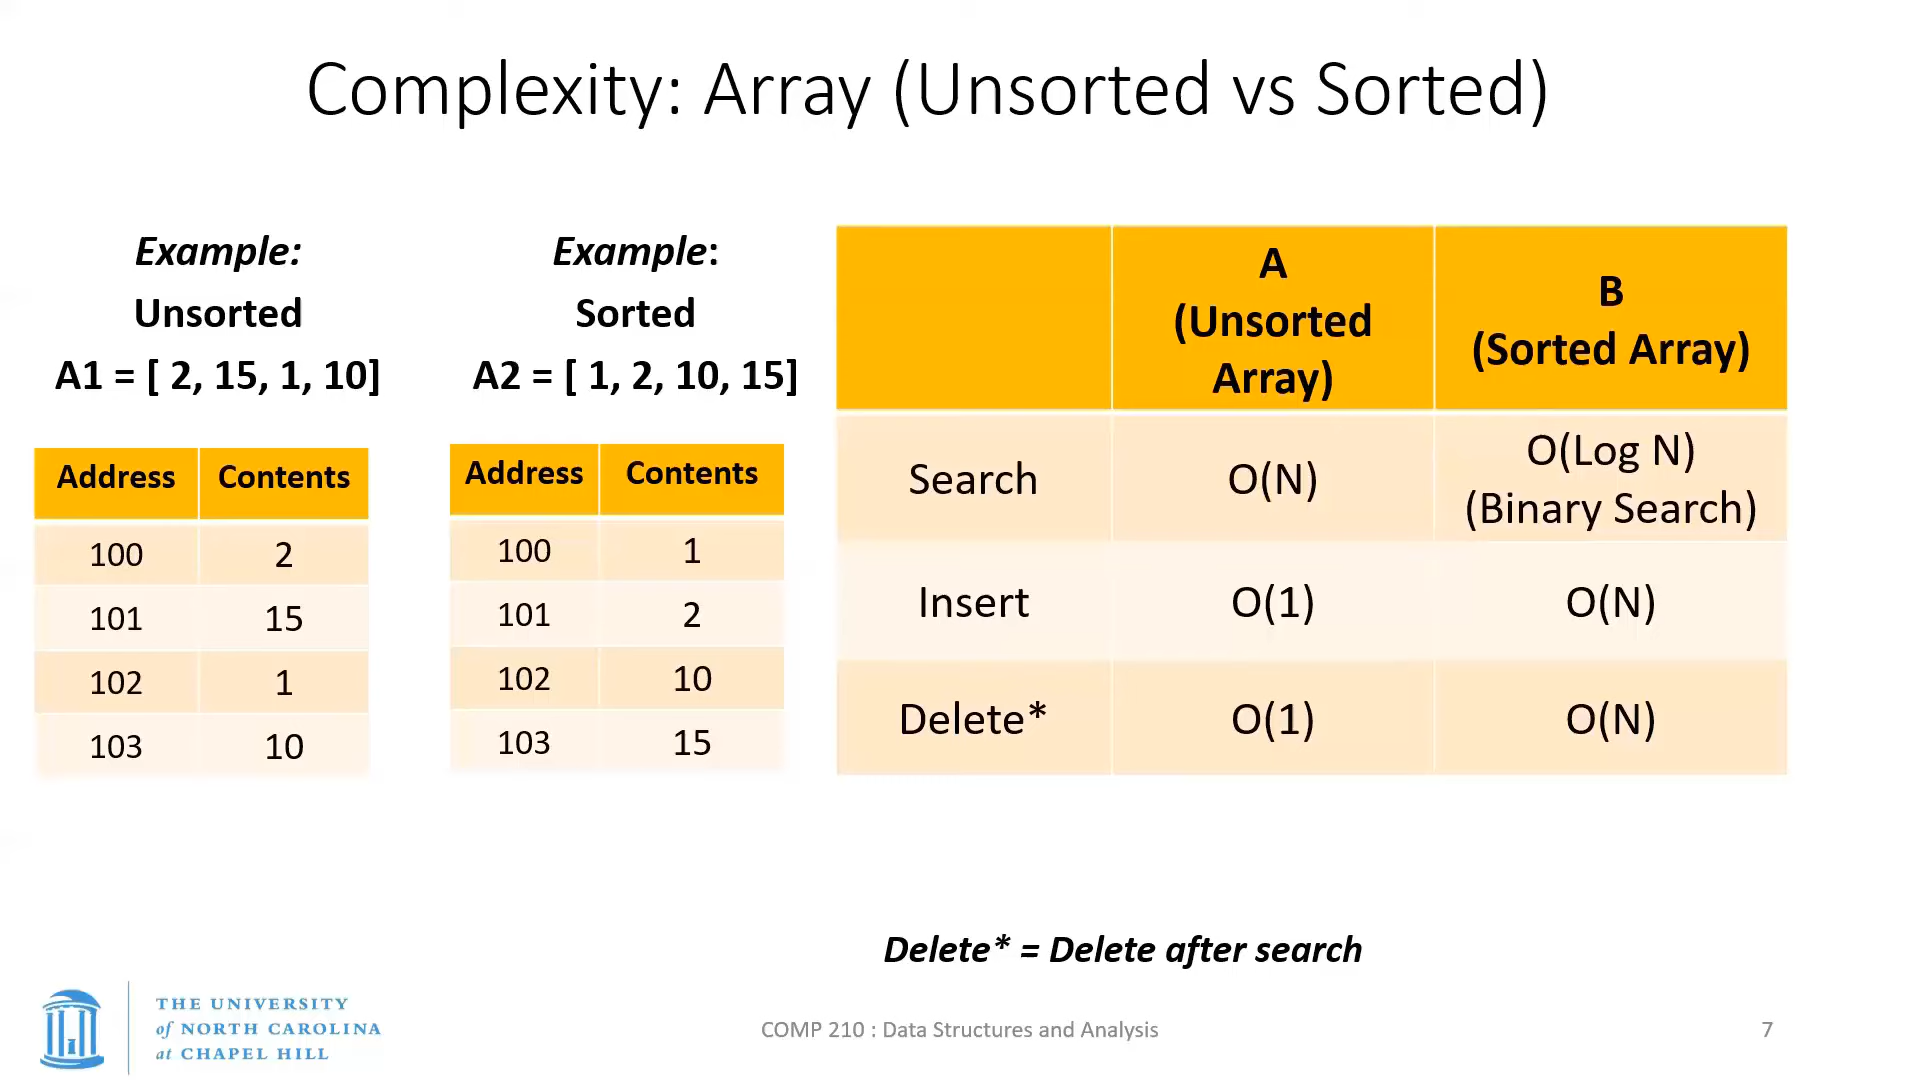 Complexity: Array (Unsorted vs Sorted)
Example:
Unsorted
A1 = [ 2, 15, 1, 10]
Address Contents
100 2
101 15
102 1
103 10
Example:
Sorted
A2 = [ 1, 2, 10, 15]
Address Contents
100 1
101 2
102 10
103 15
A
(Unsorted
Array)
B
(Sorted Array)
Search O(N) O(Log N)
(Binary Search)
Insert O(1) O(N)
Delete* O(1) O(N)
Delete* = Delete after search
THE UNIVERSITY
of NORTH CAROLINA
at CHAPEL HILL
COMP 210 : Data Structures and Analysis
7